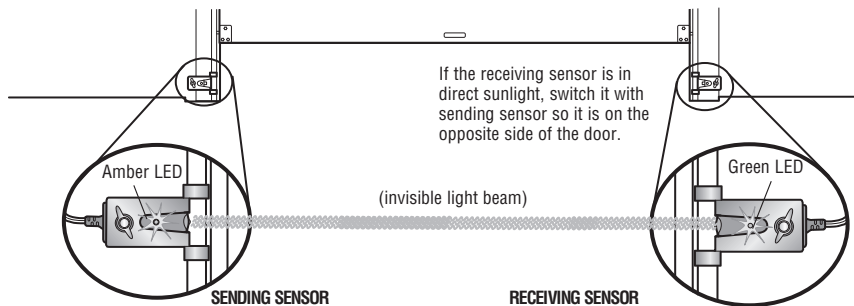 If the receiving sensor is in
direct sunlight, switch it with
sending sensor so it is on the
opposite side of the door.
Amber LED
Green LED
(invisible light beam)
SENDING SENSOR
RECEIVING SENSOR